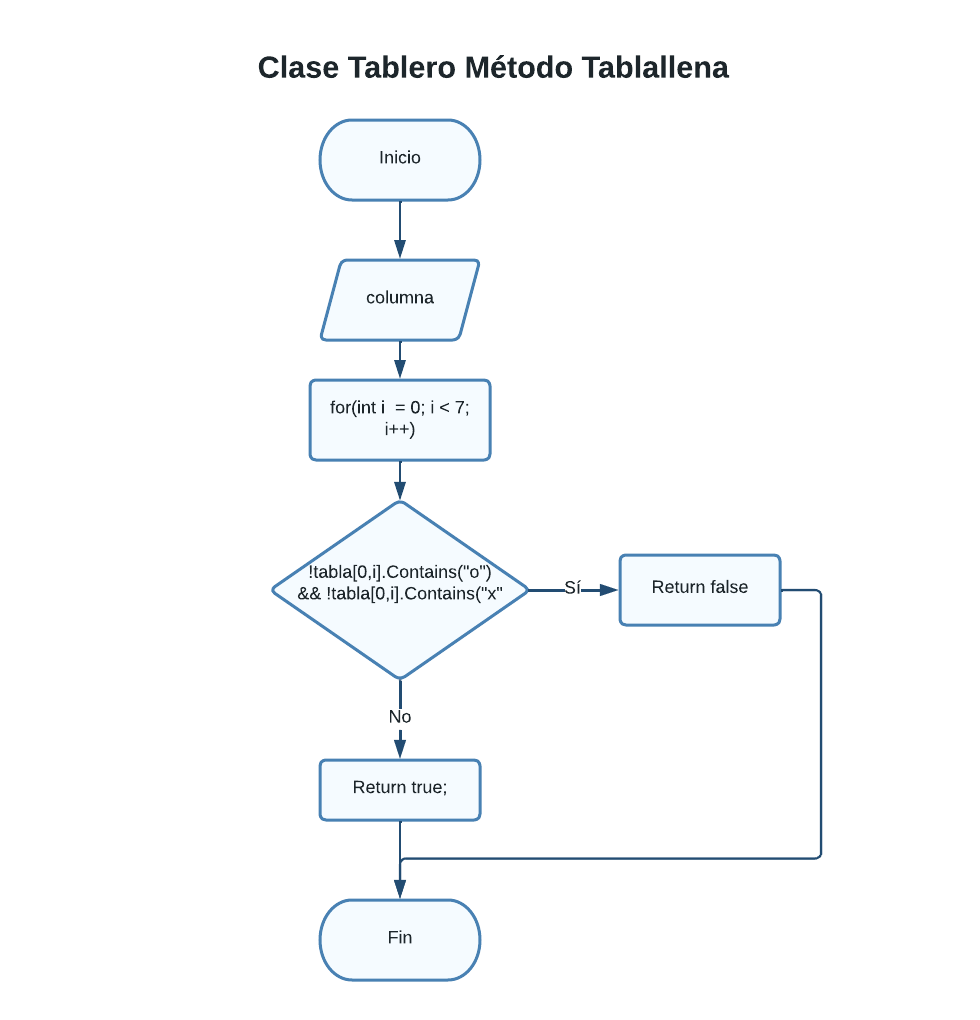 Clase Tablero Método Tablallena
Inicio
columna
for(int i  = 0; i < 7;
i++)
!tabla[0,i].Contains("o")
&& !tabla[0,i].Contains("x"
Sí
Return false
No
Return true;
Fin